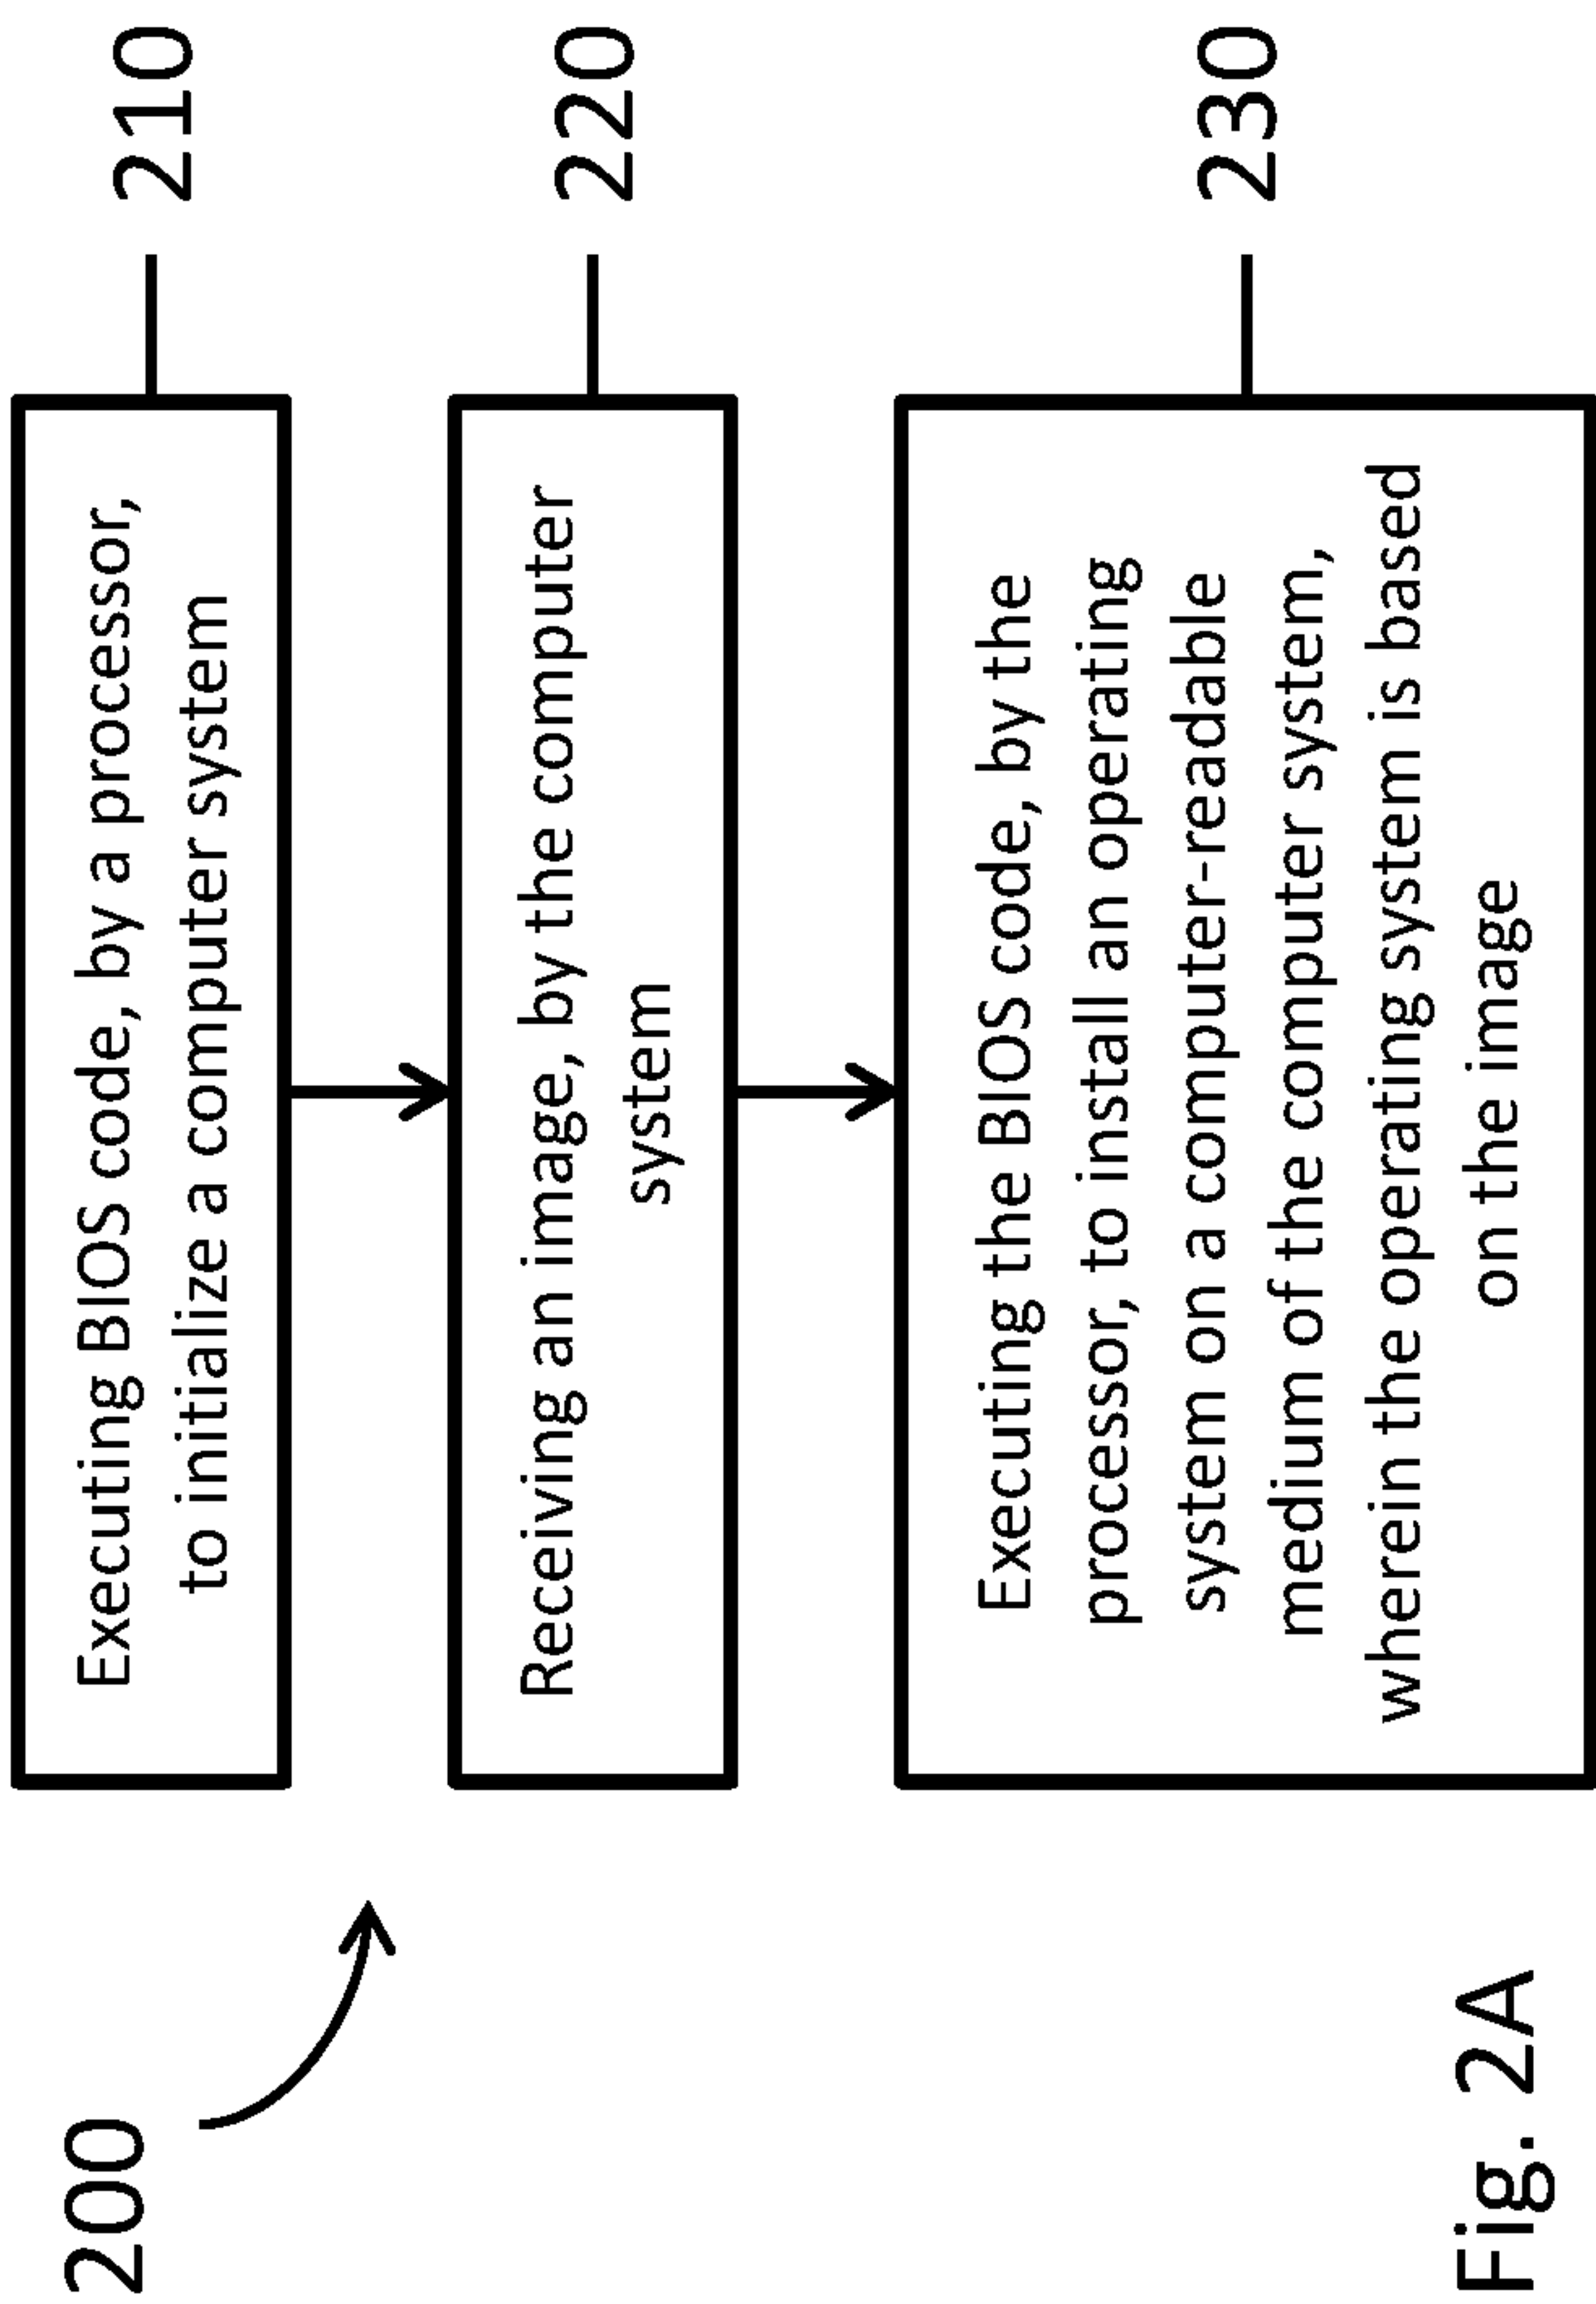 200
Executing BIOS code, by a processor,
to initialize a computer system
210
Receiving an image, by the computer
system
220
Executing the BIOS code, by the
processor, to install an operating
system on a computer-readable
medium of the computer system,
wherein the operating system is based
on the image
230
Fig. 2A